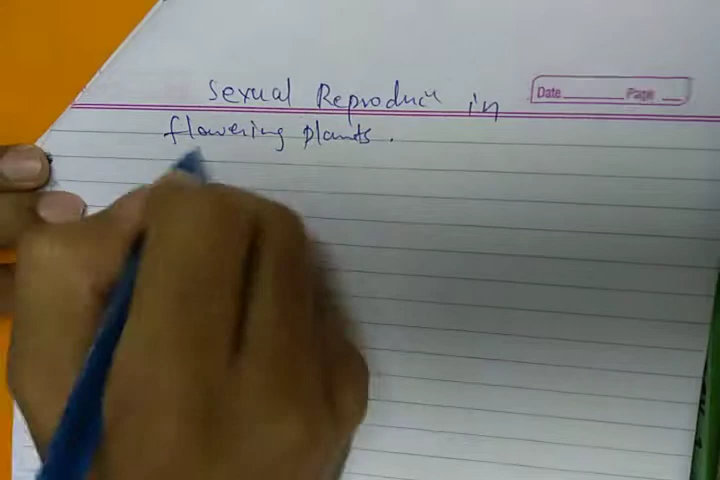 Sexual Reproducⁿ in
flowering plants.
Date Page